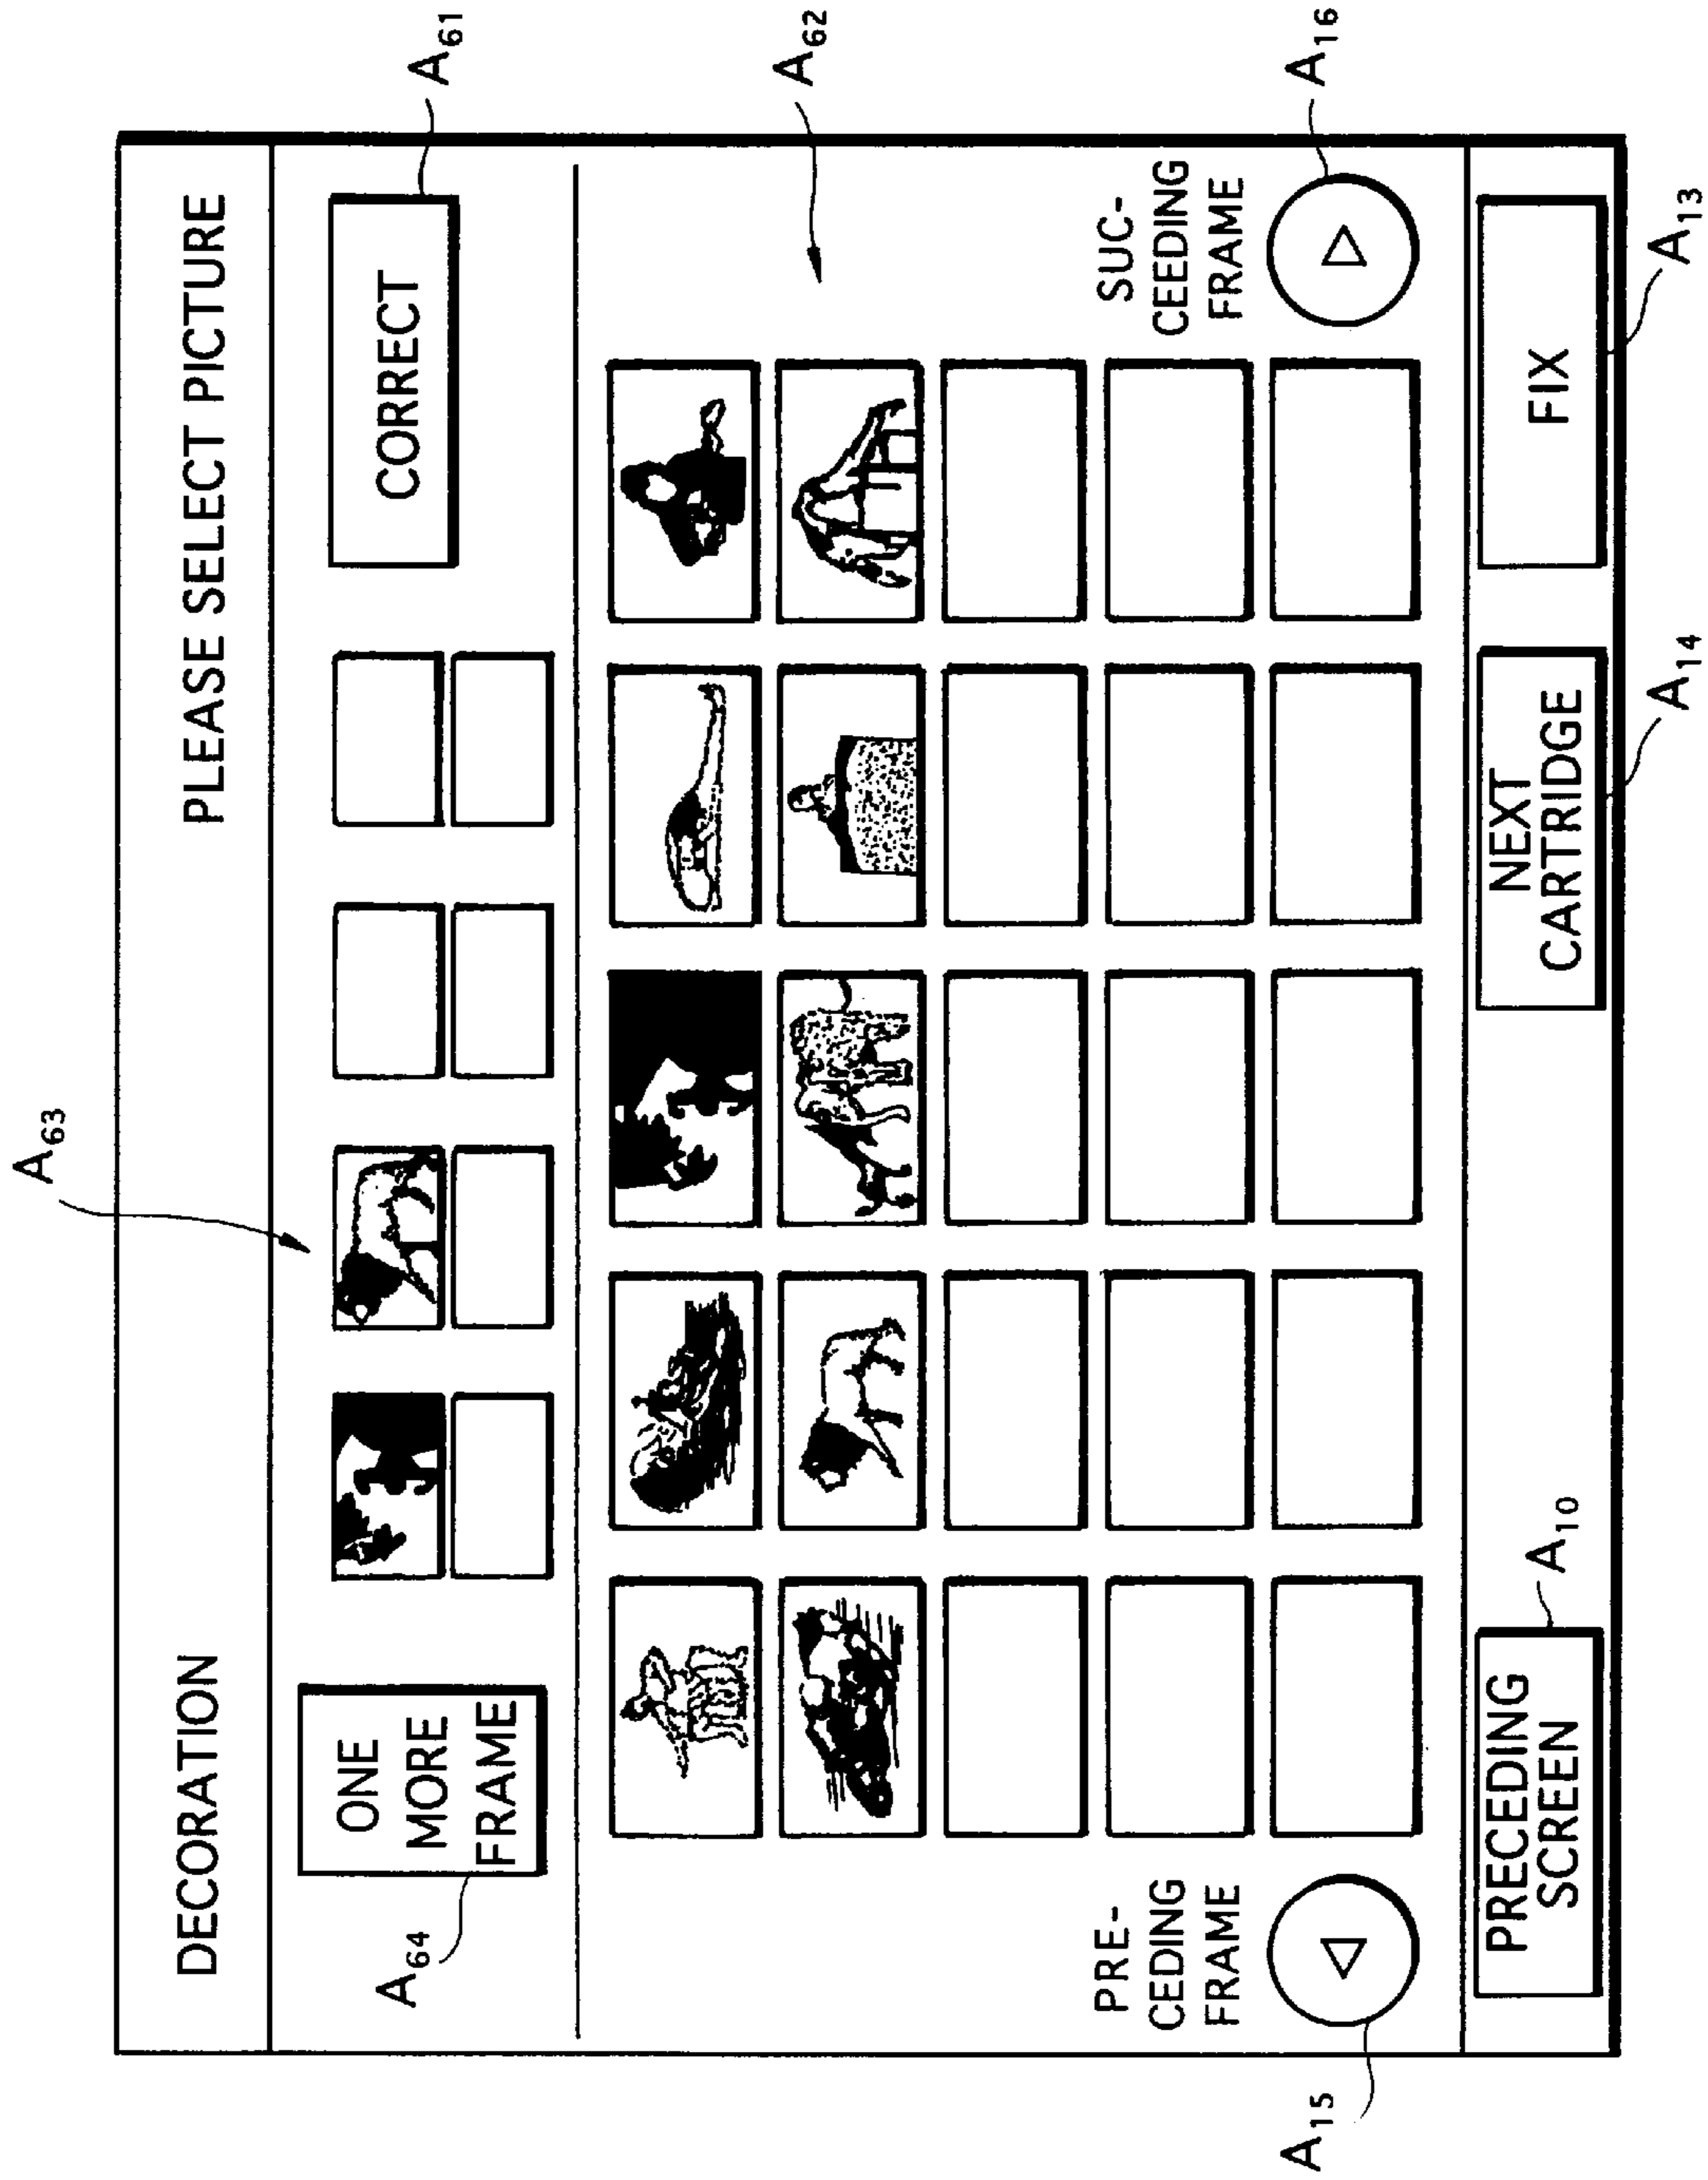 DECORATION
PLEASE SELECT PICTURE
A63
A64
ONE
MORE
FRAME
CORRECT
A61
A62
PRE-
CEDING
FRAME
A15
SUC-
CEEDING
FRAME
A16
PRECEDING
SCREEN
A10
NEXT
CARTRIDGE
A14
FIX
A13